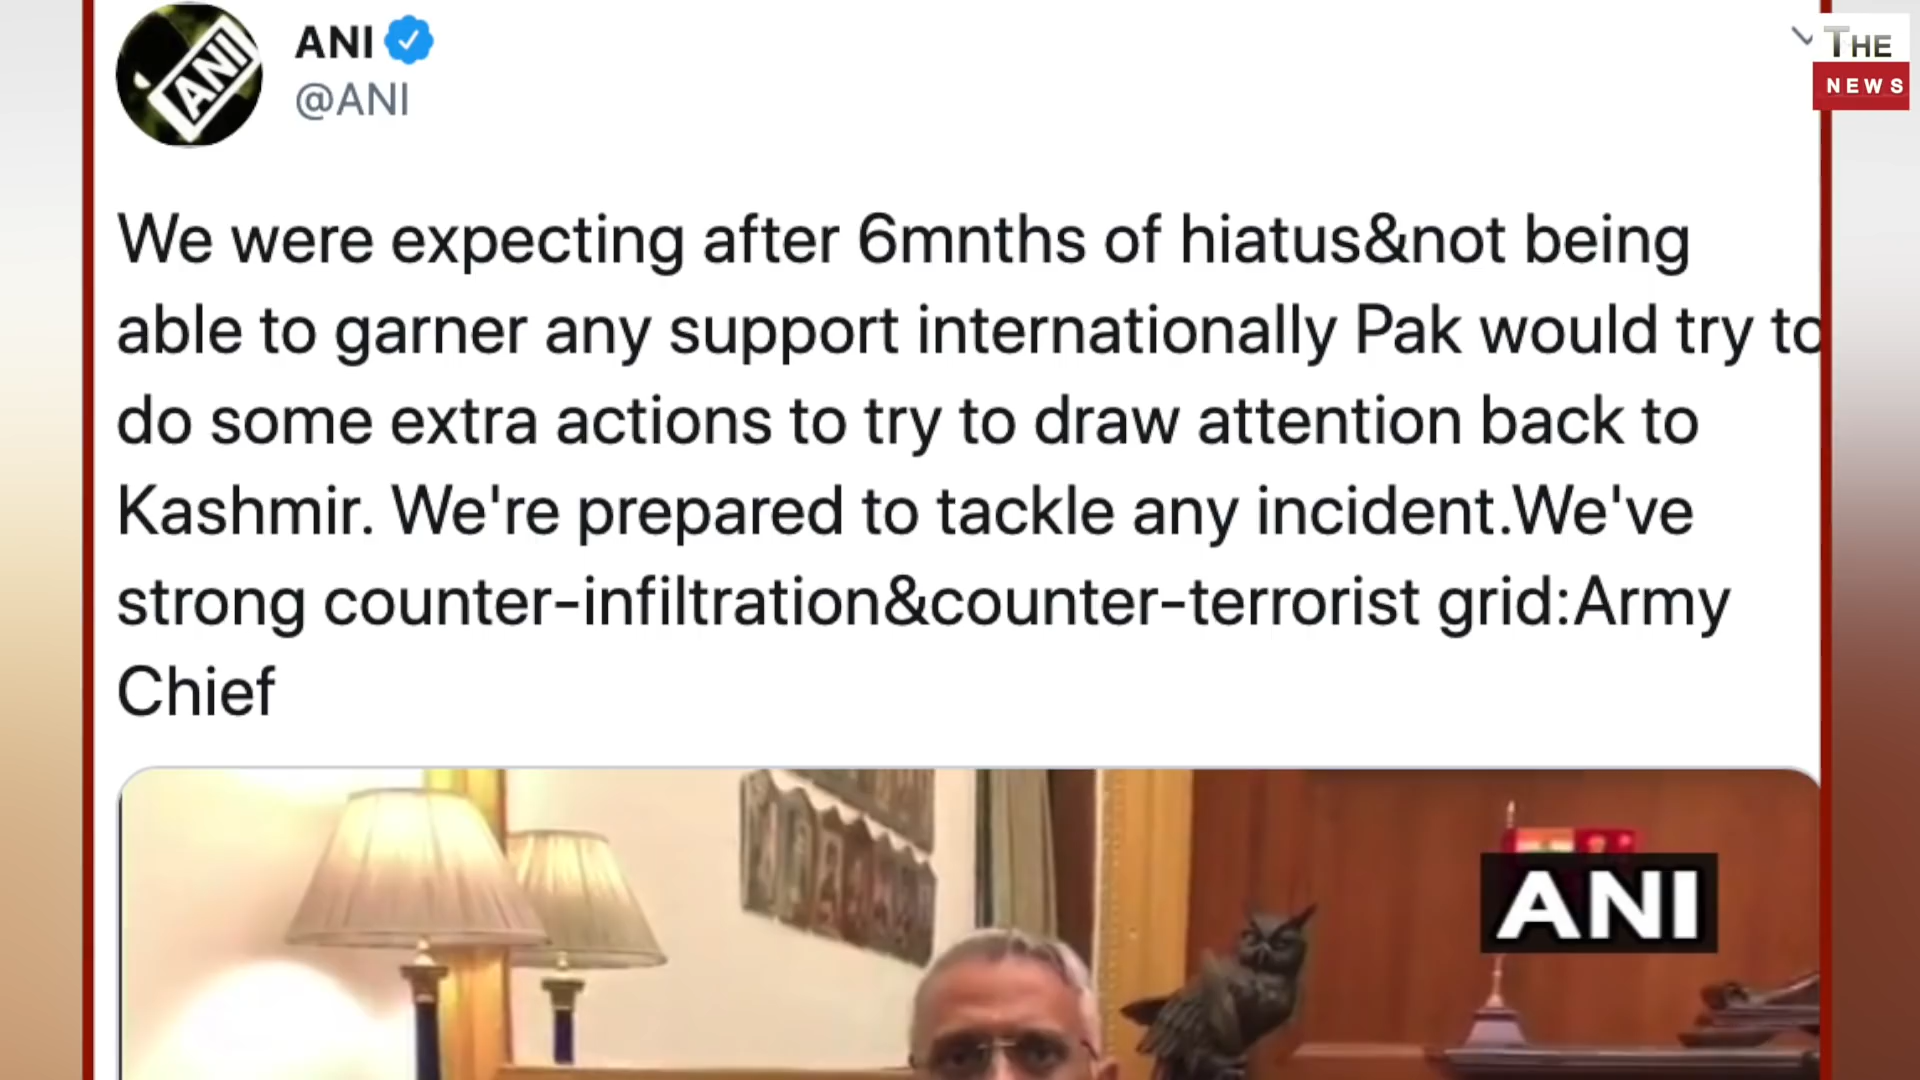 ANI
@ANI
THE
NEWS
ANI
We were expecting after 6mnths of hiatus&not being
able to garner any support internationally Pak would try to
do some extra actions to try to draw attention back to
Kashmir. We're prepared to tackle any incident.We've
strong counter-infiltration&counter-terrorist grid:Army
Chief
ANI